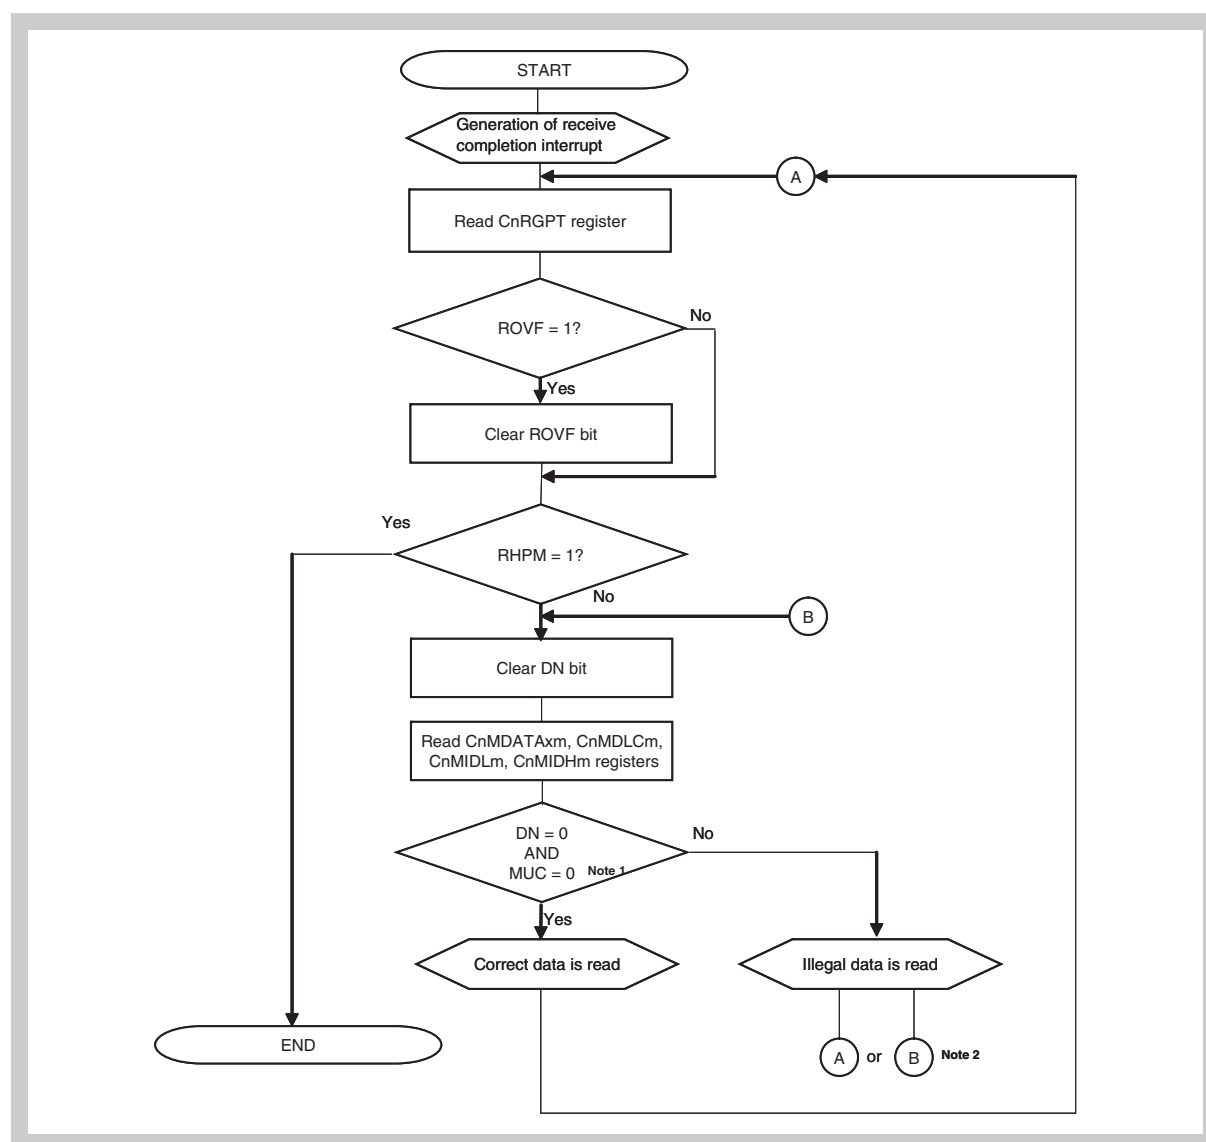 START
Generation of receive
completion interrupt
A
Read CnRGPT register
ROVF = 1?
No
Yes
Clear ROVF bit
Yes
RHPM = 1?
No
B
Clear DN bit
Read CnMDATAxm, CnMDLCm,
CnMIDLm, CnMIDHm registers
DN = 0
AND
MUC = 0 Note 1
No
Yes
Correct data is read
Illegal data is read
END
A or B Note 2